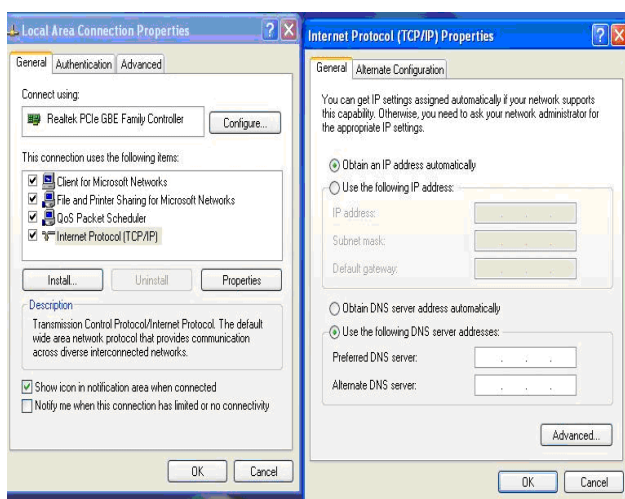 Local Area Connection Properties
General
Authentication
Advanced
Connect using:
Realtek PCIe GBE Family Controller
Configure...
This connection uses the following items:
Client for Microsoft Networks
File and Printer Sharing for Microsoft Networks
QoS Packet Scheduler
Internet Protocol (TCP/IP)
Install...
Uninstall
Properties
Description
Transmission Control Protocol/Internet Protocol. The default
wide area network protocol that provides communication
across diverse interconnected networks.
Show icon in notification area when connected
Notify me when this connection has limited or no connectivity
OK
Cancel
Internet Protocol (TCP/IP) Properties
General
Alternate Configuration
You can get IP settings assigned automatically if your network supports
this capability. Otherwise, you need to ask your network administrator for
the appropriate IP settings.
Obtain an IP address automatically
Use the following IP address:
IP address:
Subnet mask:
Default gateway:
Obtain DNS server address automatically
Use the following DNS server addresses:
Preferred DNS server:
Alternate DNS server:
Advanced...
OK
Cancel